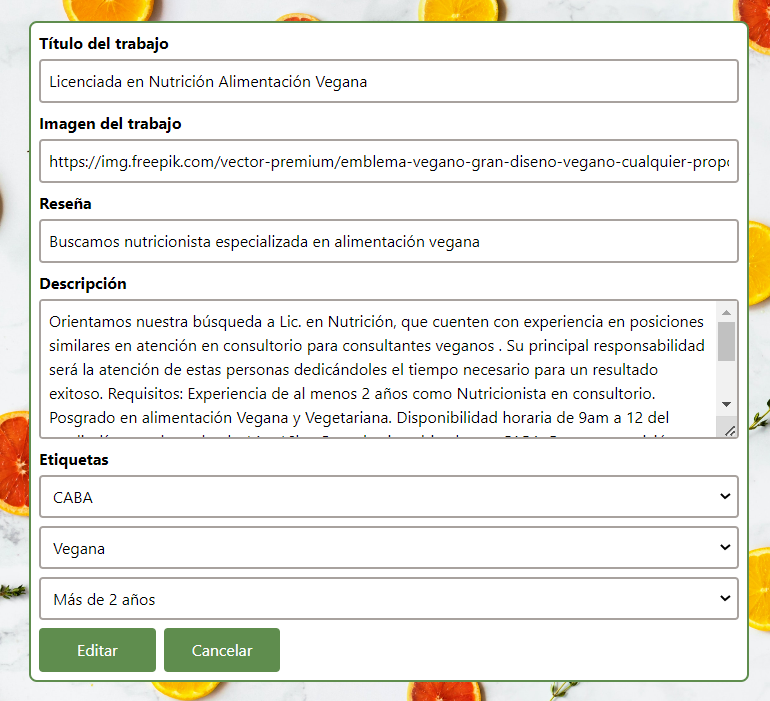 Título del trabajo
Licenciada en Nutrición Alimentación Vegana
Imagen del trabajo
https://img.freepik.com/vector-premium/emblema-vegano-gran-diseno-vegano-cualquier-propo
Reseña
Buscamos nutricionista especializada en alimentación vegana
Descripción
Orientamos nuestra búsqueda a Lic. en Nutrición, que cuenten con experiencia en posiciones
similares en atención en consultorio para consultantes veganos . Su principal responsabilidad
será la atención de estas personas dedicándoles el tiempo necesario para un resultado
exitoso. Requisitos: Experiencia de al menos 2 años como Nutricionista en consultorio.
Posgrado en alimentación Vegana y Vegetariana. Disponibilidad horaria de 9am a 12 del
Etiquetas
CABA
Vegana
Más de 2 años
Editar
Cancelar